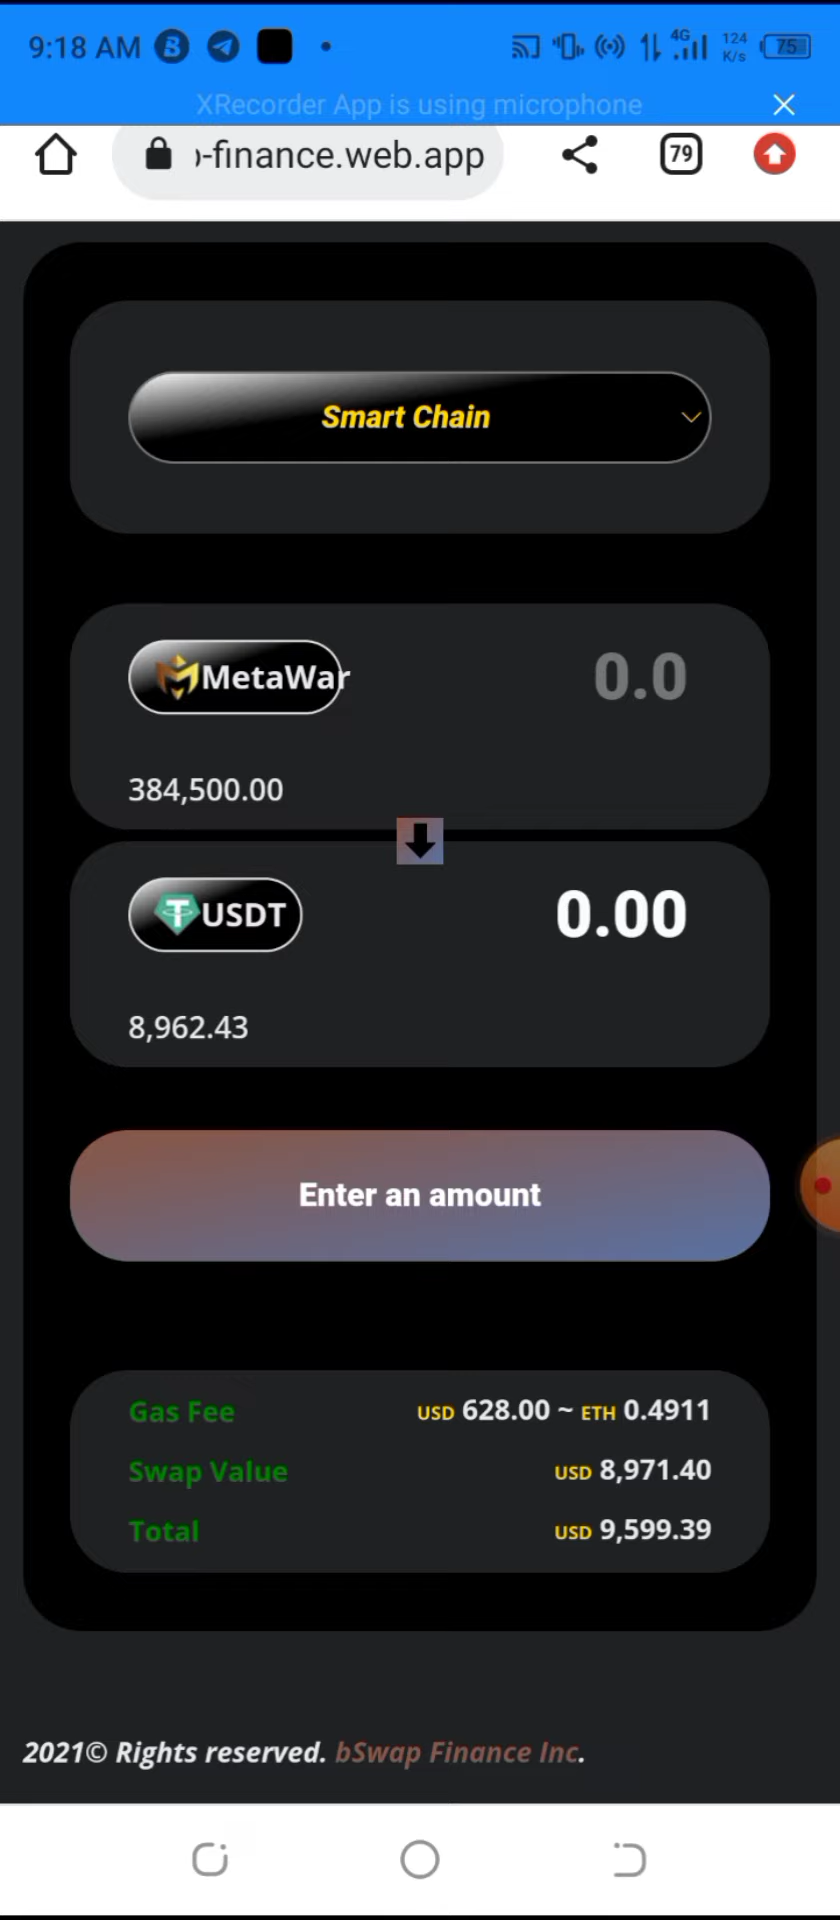 9:18 AM
4G
124
K/s
75
XRecorder App is using microphone
-finance.web.app
79
Smart Chain
MetaWar
0.0
384,500.00
USDT
0.00
8,962.43
Enter an amount
Gas Fee USD 628.00 ~ ETH 0.4911
Swap Value USD 8,971.40
Total USD 9,599.39
2021© Rights reserved. bSwap Finance Inc.